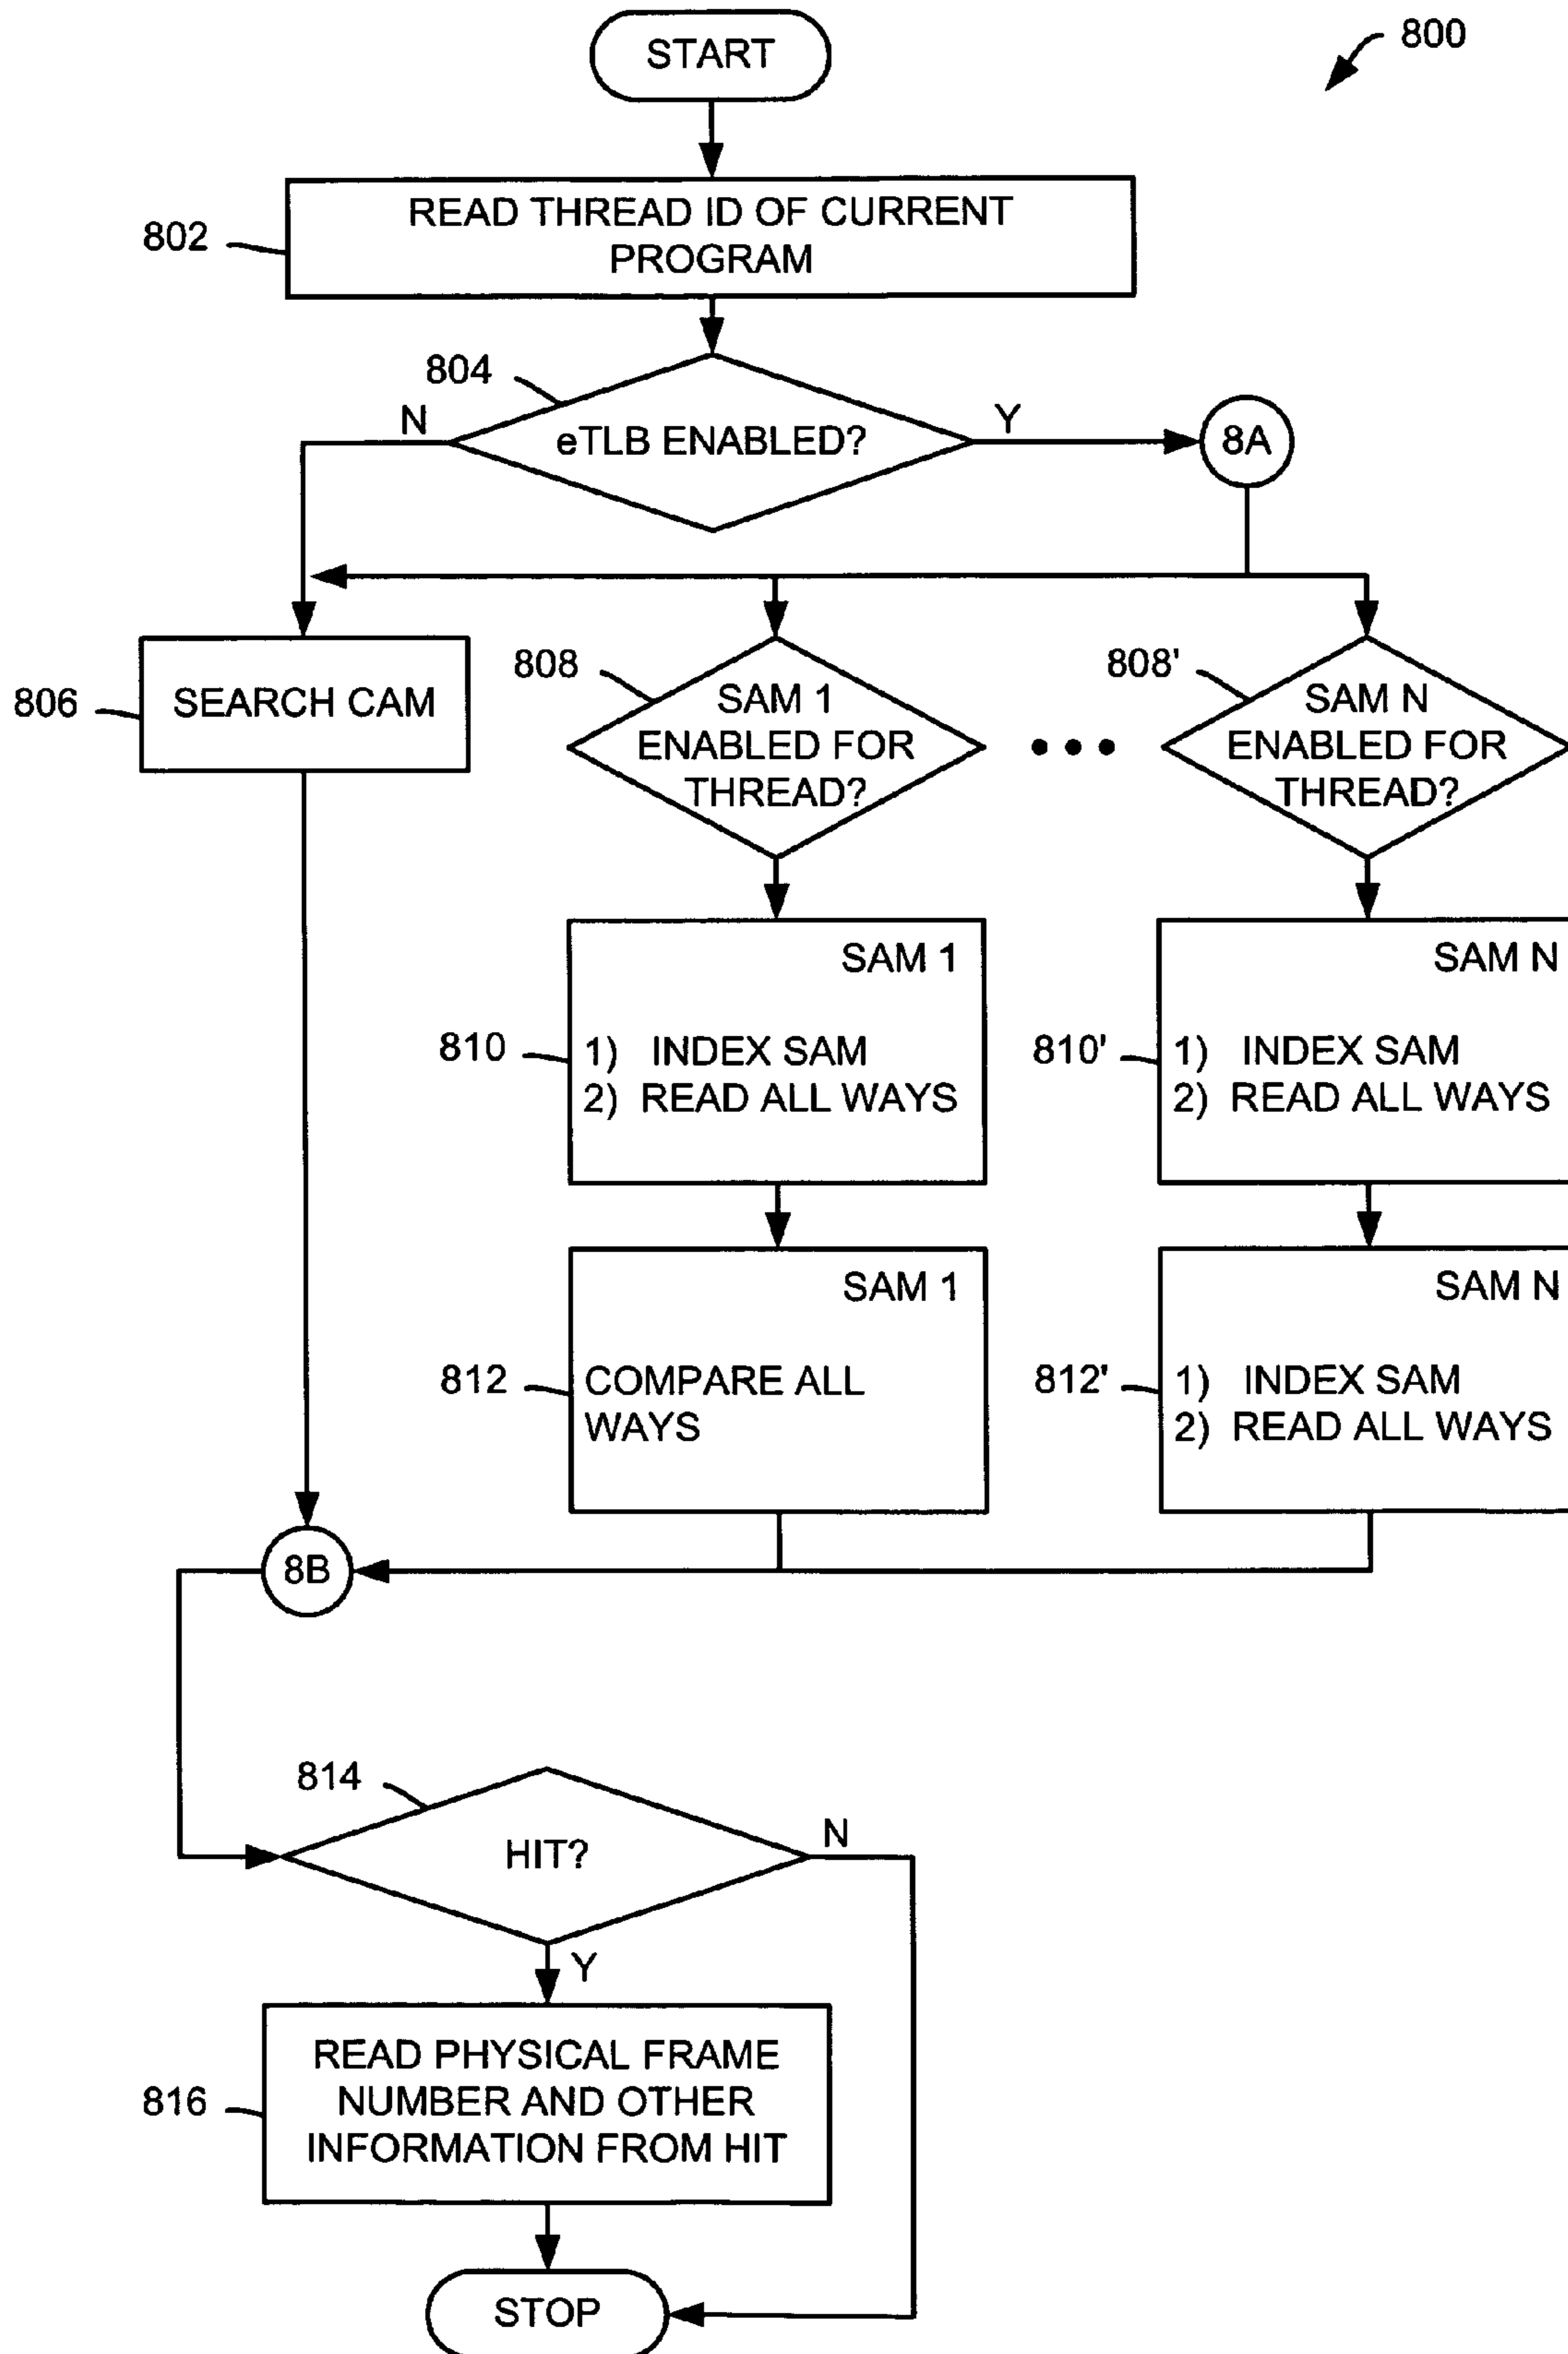 START
800
802
READ THREAD ID OF CURRENT
PROGRAM
804
N
eTLB ENABLED?
Y
8A
806
SEARCH CAM
808
SAM 1
ENABLED FOR
THREAD?
808'
SAM N
ENABLED FOR
THREAD?
810
SAM 1
1) INDEX SAM
2) READ ALL WAYS
810'
SAM N
1) INDEX SAM
2) READ ALL WAYS
812
SAM 1
COMPARE ALL
WAYS
812'
SAM N
1) INDEX SAM
2) READ ALL WAYS
8B
814
HIT?
N
Y
816
READ PHYSICAL FRAME
NUMBER AND OTHER
INFORMATION FROM HIT
STOP